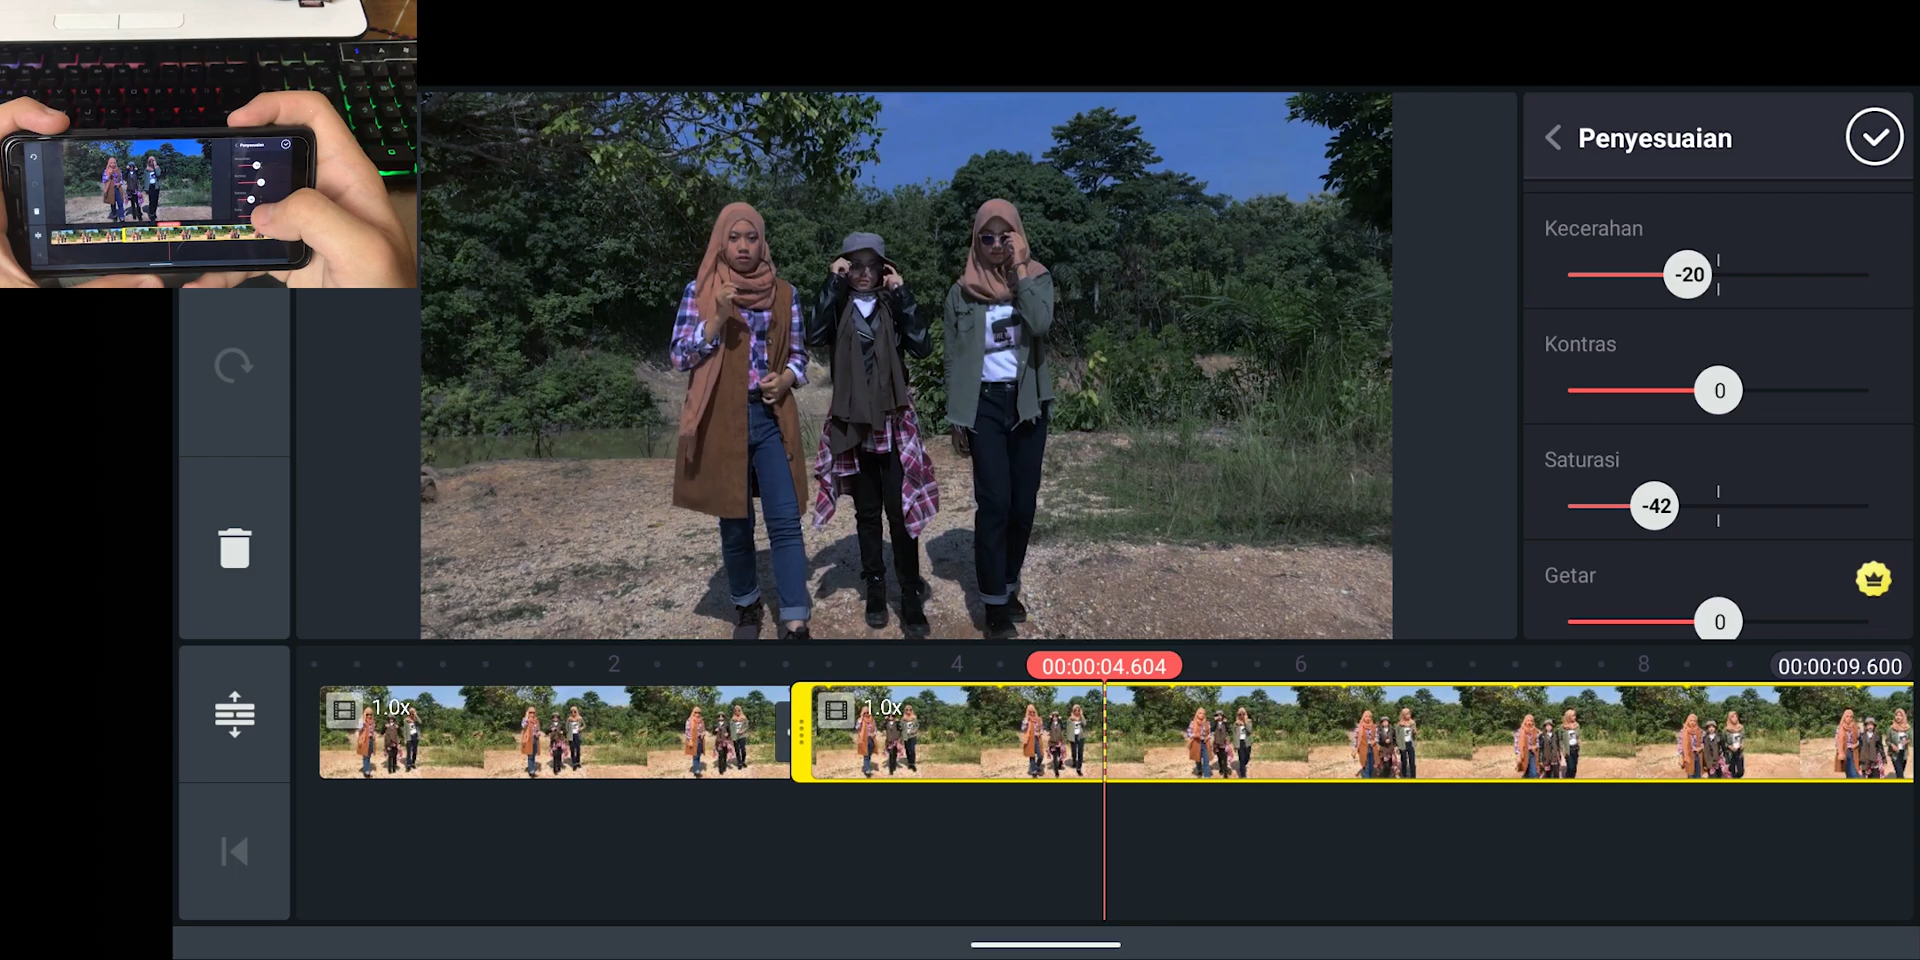 Penyesuaian
Kecerahan
-20
Kontras
0
Saturasi
-42
Getar
0
2
4
00:00:04.604
6
8
00:00:09.600
1.0x
1.0x